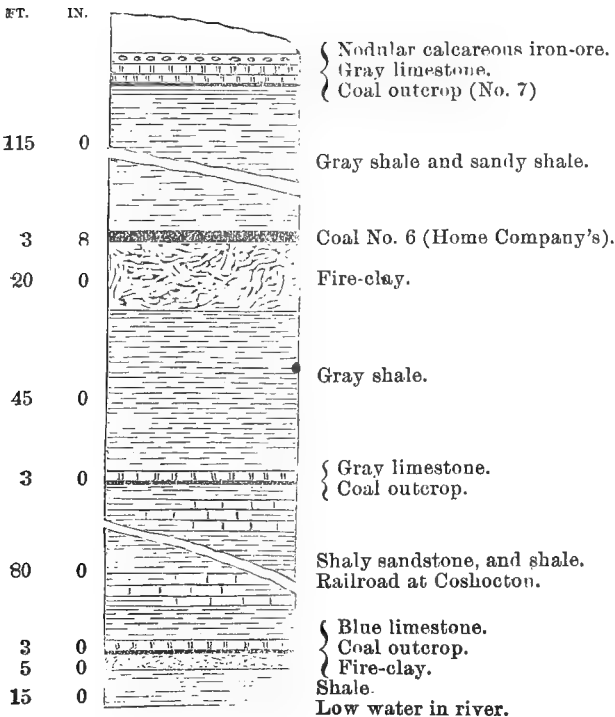 FT. IN.
Nodular calcareous iron-ore.
Gray limestone.
Coal outcrop (No. 7)
115 0 Gray shale and sandy shale.
3 8 Coal No. 6 (Home Company's).
20 0 Fire-clay.
45 0 Gray shale.
3 0 Gray limestone.
Coal outcrop.
80 0 Shaly sandstone, and shale.
Railroad at Coshocton.
Blue limestone.
3 0 Coal outcrop.
5 0 Fire-clay.
15 0 Shale.
Low water in river.